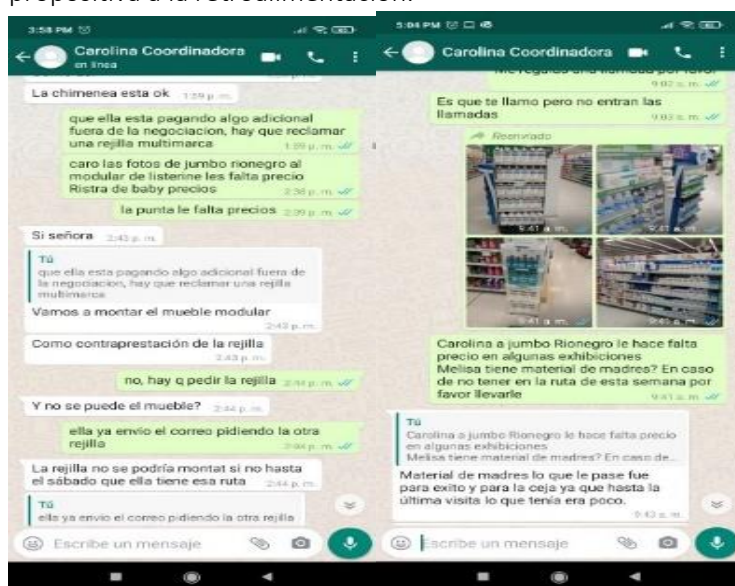 propositiva a la retroalimentación.
3:58 PM
Carolina Coordinadora
en línea
La chimenea esta ok 1:59 p. m.
que ella esta pagando algo adicional
fuera de la negociacion, hay que reclamar
una rejilla multimarca 1:59 p. m.
caro las fotos de jumbo rionegro al
modular de listerine les falta precio
Ristra de baby precios 2:38 p. m.
la punta le falta precios 2:39 p. m.
Si señora 2:43 p. m.
Tú
que ella esta pagando algo adicional fuera de
la negociacion, hay que reclamar una rejilla
multimarca
Vamos a montar el mueble modular
2:43 p. m.
Como contraprestación de la rejilla
2:43 p. m.
no, hay q pedir la rejilla 2:44 p. m.
Y no se puede el mueble? 2:44 p. m.
ella ya envio el correo pidiendo la otra
rejilla 2:44 p. m.
La rejilla no se podría montat si no hasta
el sábado que ella tiene esa ruta 2:44 p. m.
Tú
ella ya envio el correo pidiendo la otra rejilla
Escribe un mensaje
5:04 PM
Carolina Coordinadora
Me regalas una llamada por favor
9:02 a. m.
Es que te llamo pero no entran las
llamadas 9:03 a. m.
Reenviado
9:41 a. m.
9:41 a. m.
9:41 a. m.
9:41 a. m.
Carolina a jumbo Rionegro le hace falta
precio en algunas exhibiciones
Melisa tiene material de madres? En caso
de no tener en la ruta de esta semana por
favor llevarle 9:41 a. m.
Tú
Carolina a jumbo Rionegro le hace falta precio
en algunas exhibiciones
Melisa tiene material de madres? En caso de...
Material de madres lo que le pase fue
para exito y para la ceja ya que hasta la
última visita lo que tenía era poco.
9:43 a. m.
Escribe un mensaje